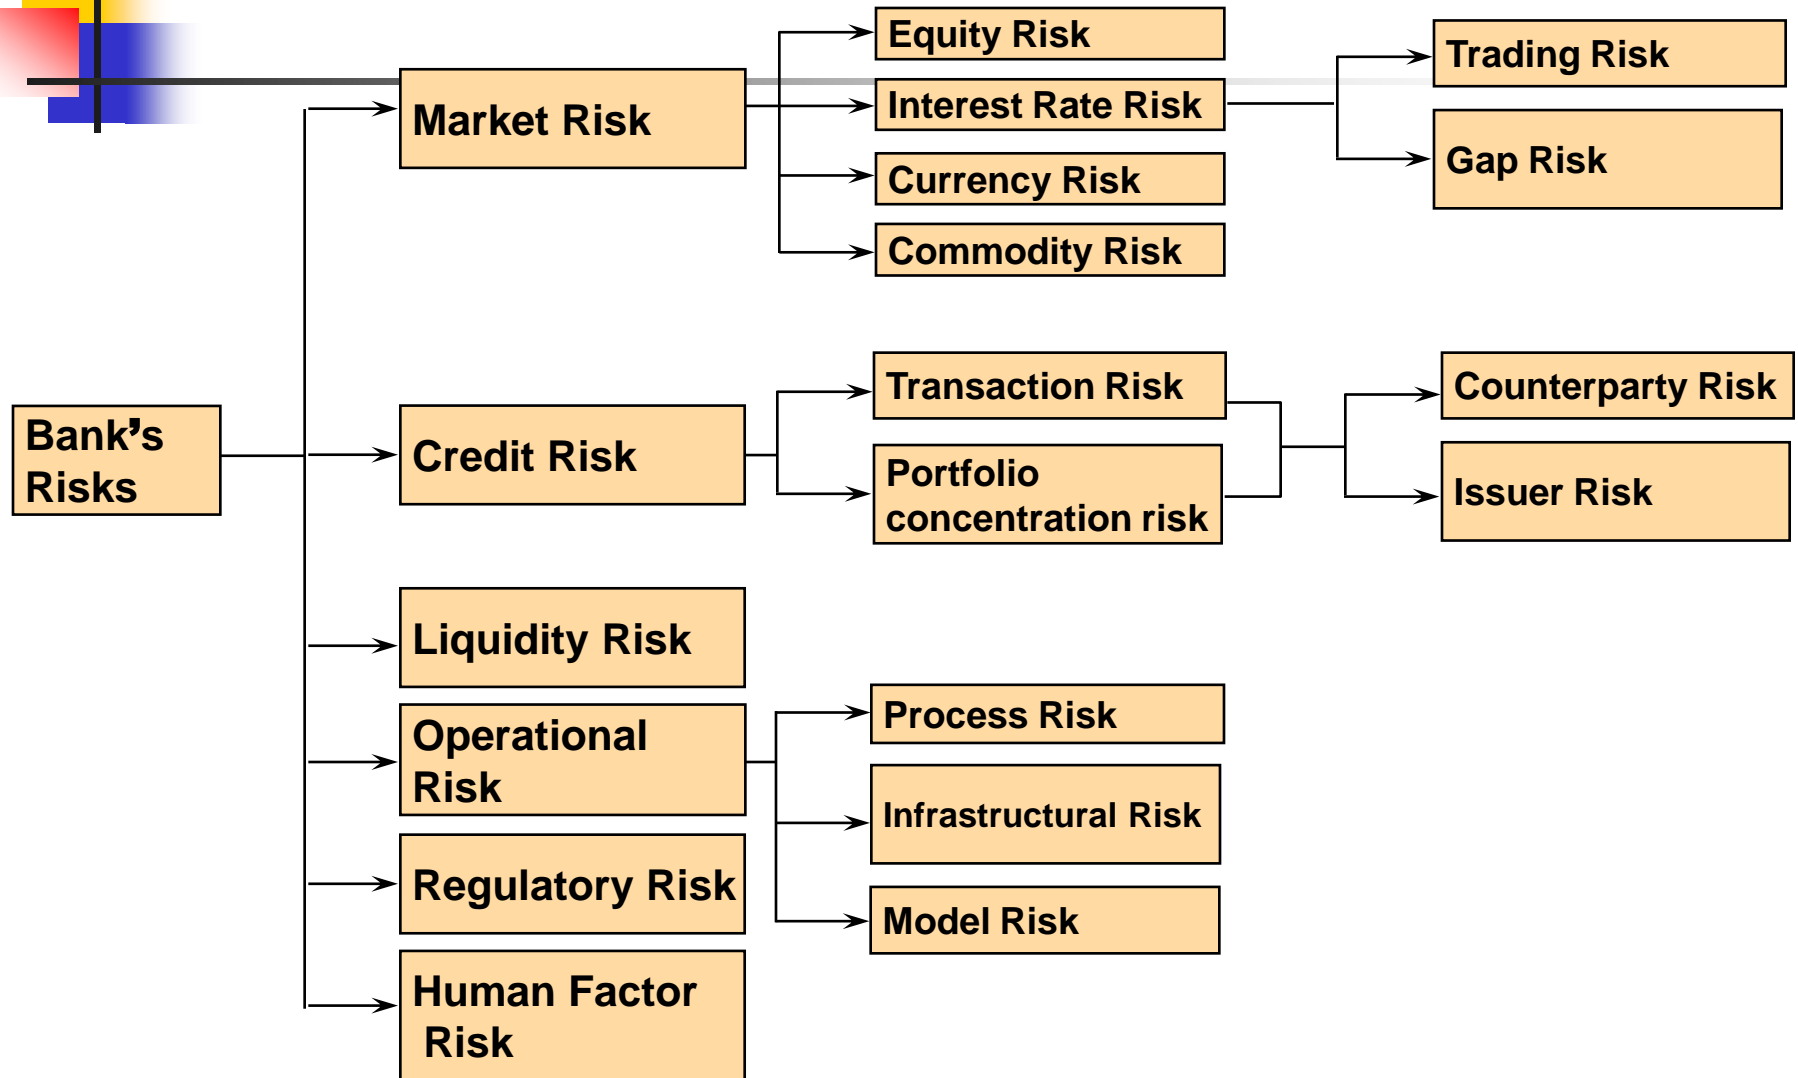 Bank’s
Risks
Market Risk
Equity Risk
Interest Rate Risk
Currency Risk
Commodity Risk
Trading Risk
Gap Risk
Credit Risk
Transaction Risk
Portfolio
concentration risk
Counterparty Risk
Issuer Risk
Liquidity Risk
Operational
Risk
Process Risk
Infrastructural Risk
Model Risk
Regulatory Risk
Human Factor
Risk